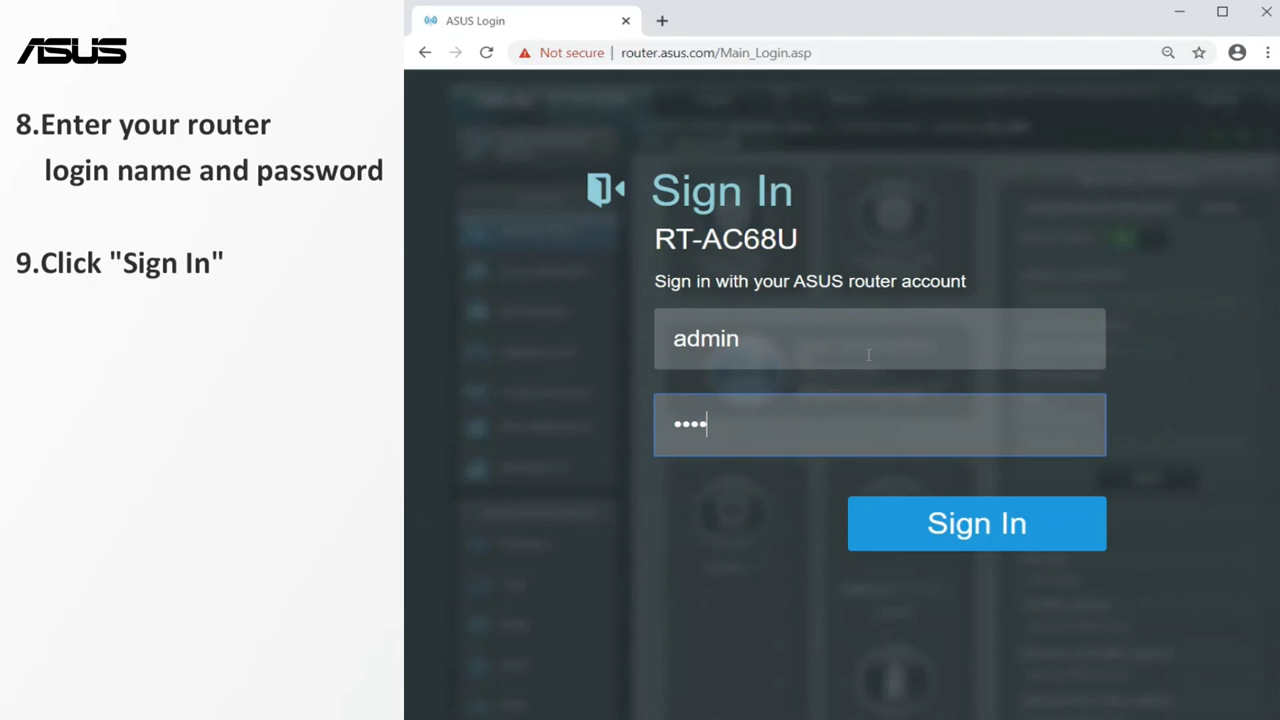 ASUS
8.Enter your router
login name and password
9.Click "Sign In"
ASUS Login
Not secure | router.asus.com/Main_Login.asp
Sign In
RT-AC68U
Sign in with your ASUS router account
admin
••••
Sign In